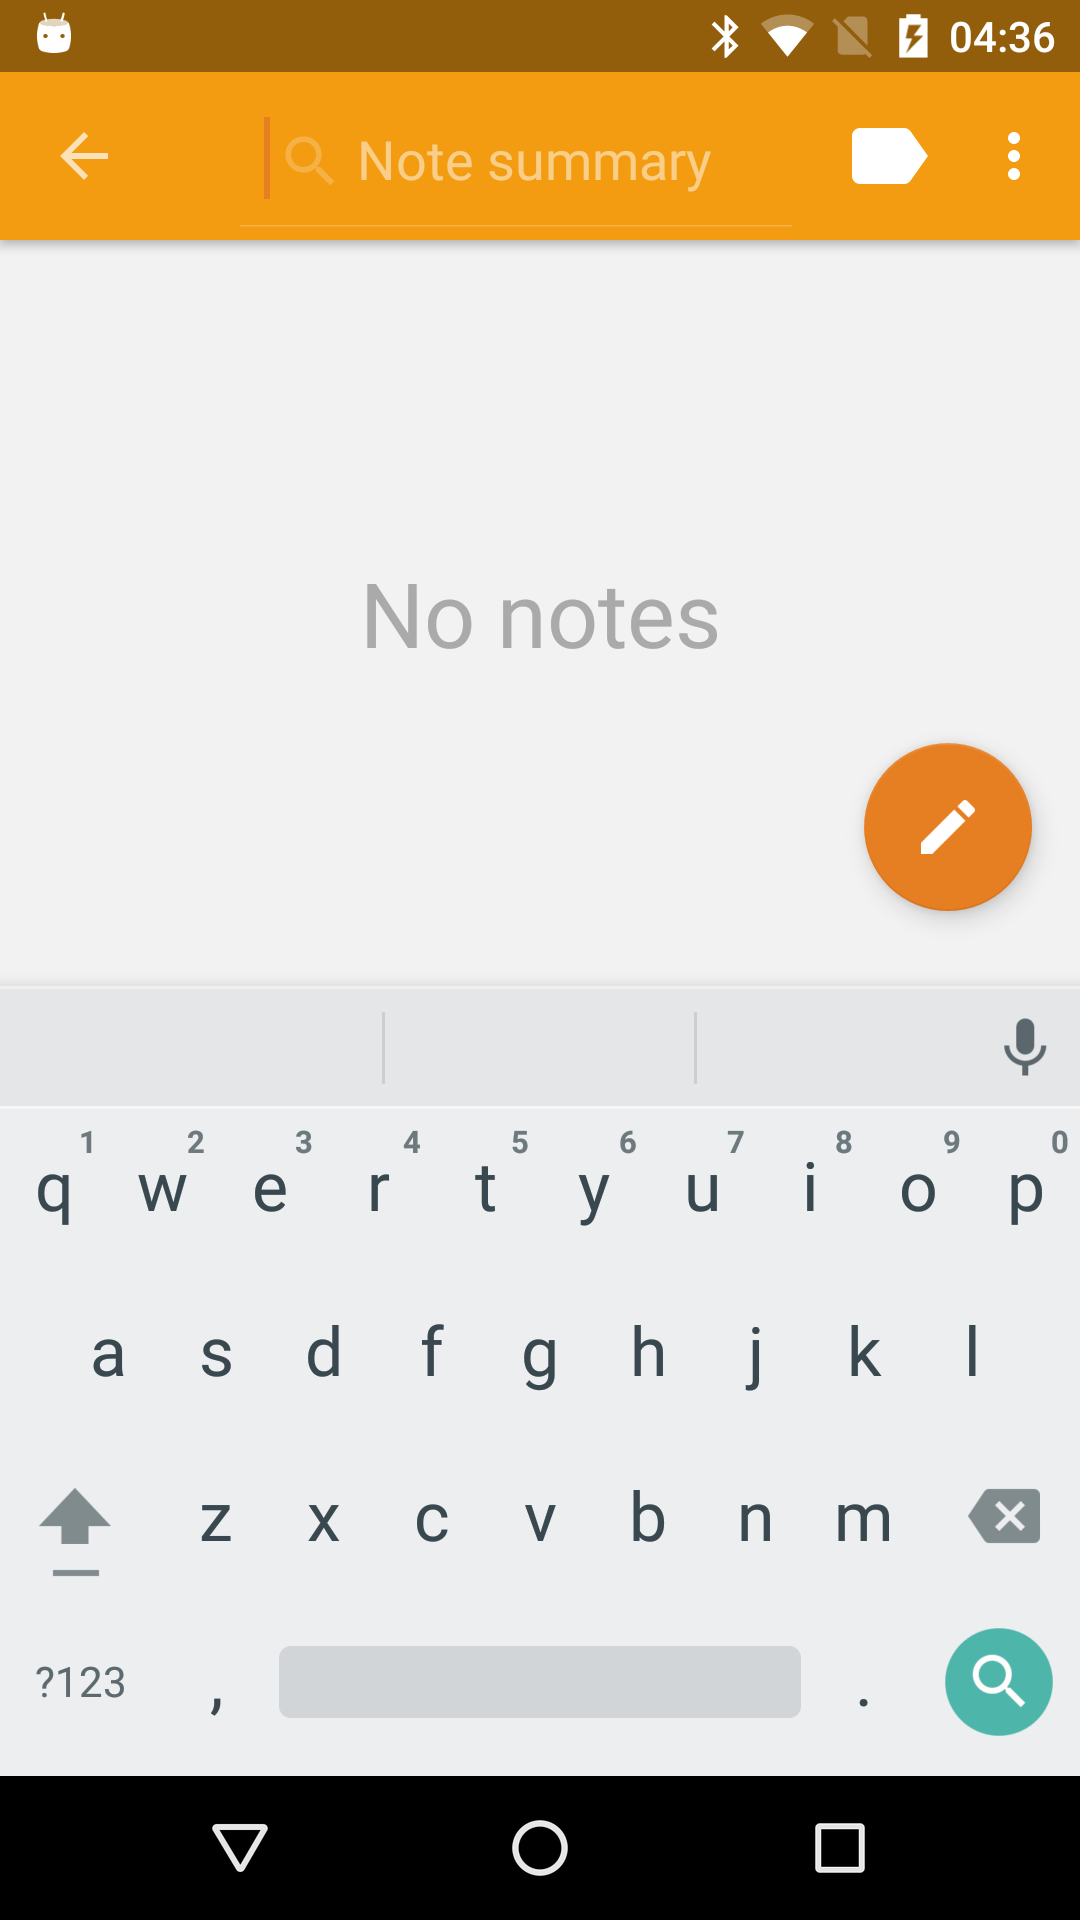 04:36
Note summary
No notes
1 2 3 4 5 6 7 8 9 0
q w e r t y u i o p
a s d f g h j k l
z x c v b n m
?123 , .